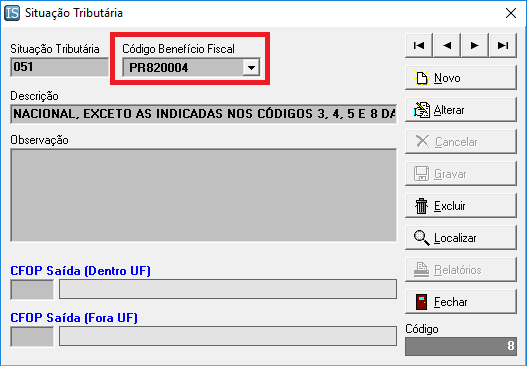 IS Situação Tributária
Situação Tributária Código Benefício Fiscal
051 PR820004
Descrição
NACIONAL, EXCETO AS INDICADAS NOS CÓDIGOS 3, 4, 5 E 8 DA
Observação
CFOP Saída (Dentro UF)
CFOP Saída (Fora UF)
Novo
Alterar
Cancelar
Gravar
Excluir
Localizar
Relatórios
Fechar
Código
8